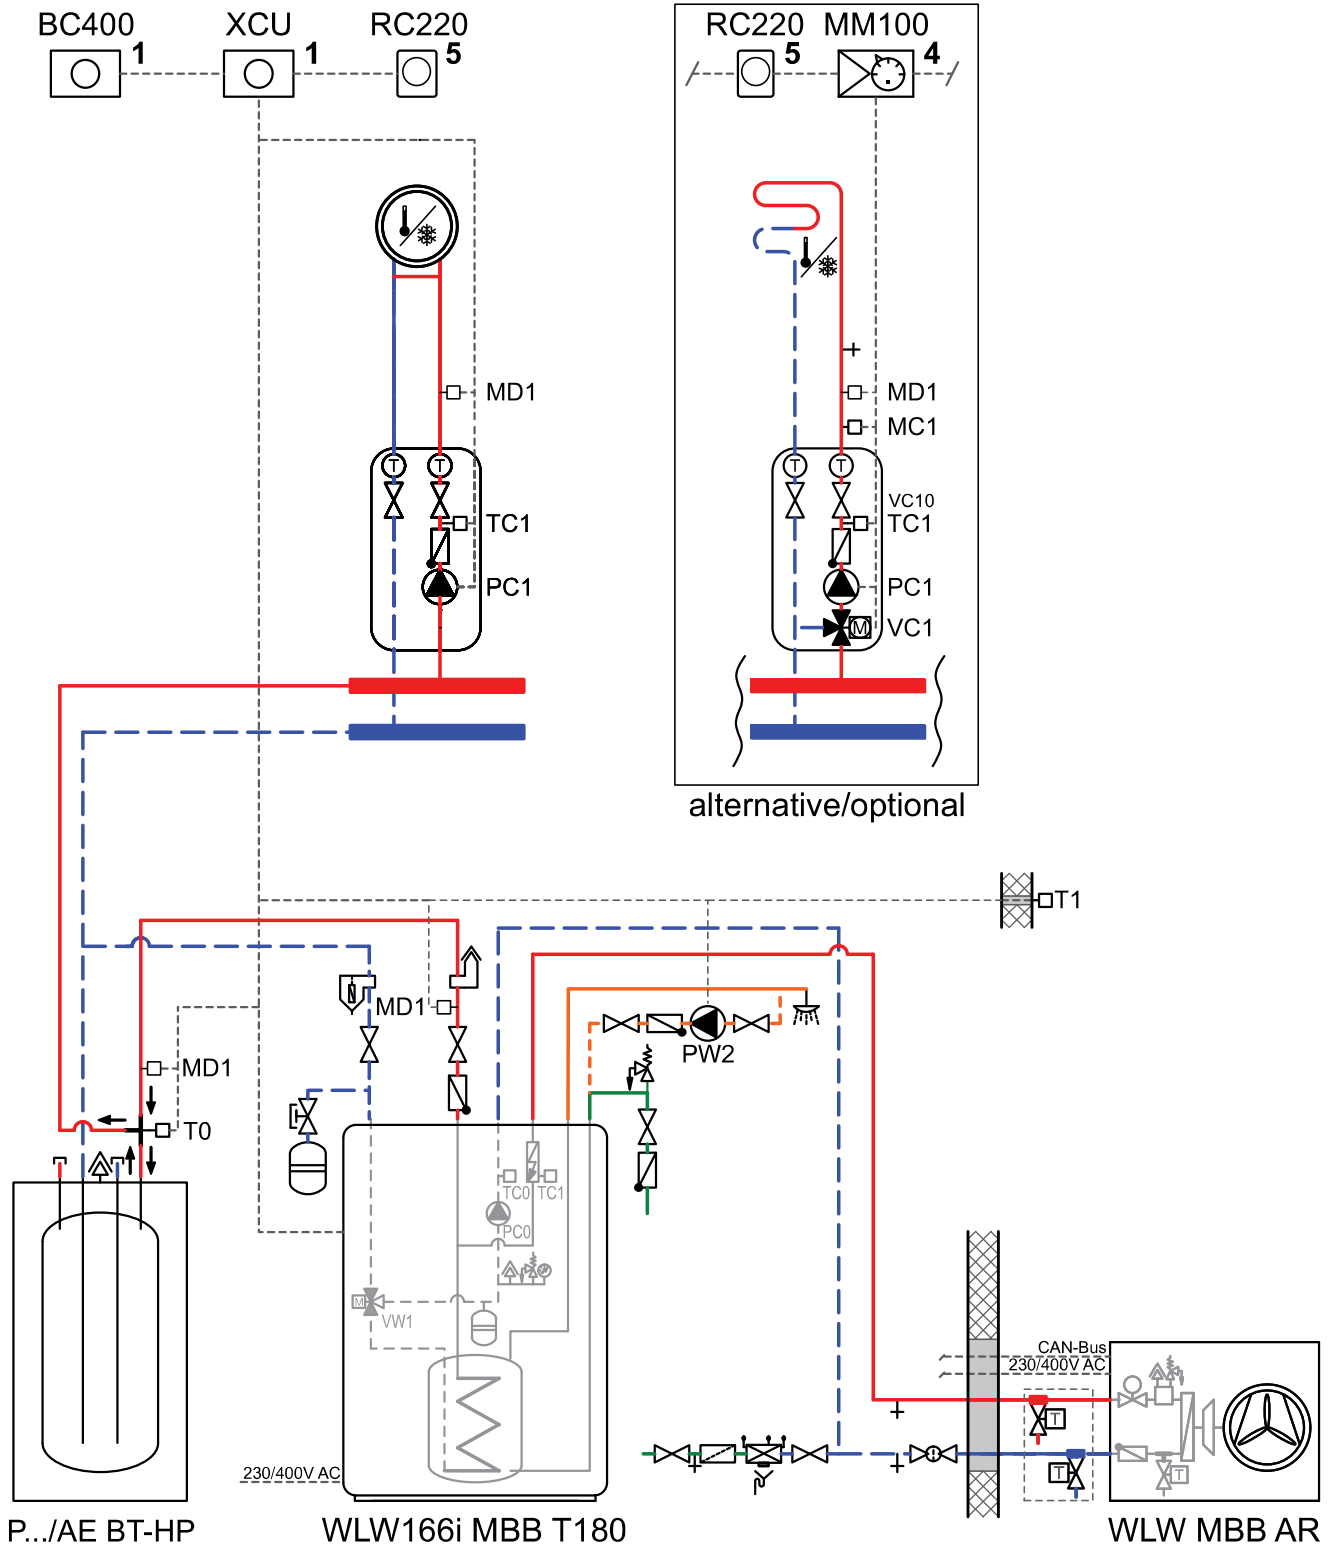 BC400 XCU RC220
1 1 5
RC220 MM100
5 4
MD1
T T
TC1
PC1
MD1
MC1
T T
VC10
TC1
PC1
M VC1
alternative/optional
T1
MD1
PW2
MD1
T0
TC0 TC1
PC0
M
VW1
CAN-Bus
230/400V AC
T
T
T
230/400V AC
P.../AE BT-HP
WLW166i MBB T180
WLW MBB AR